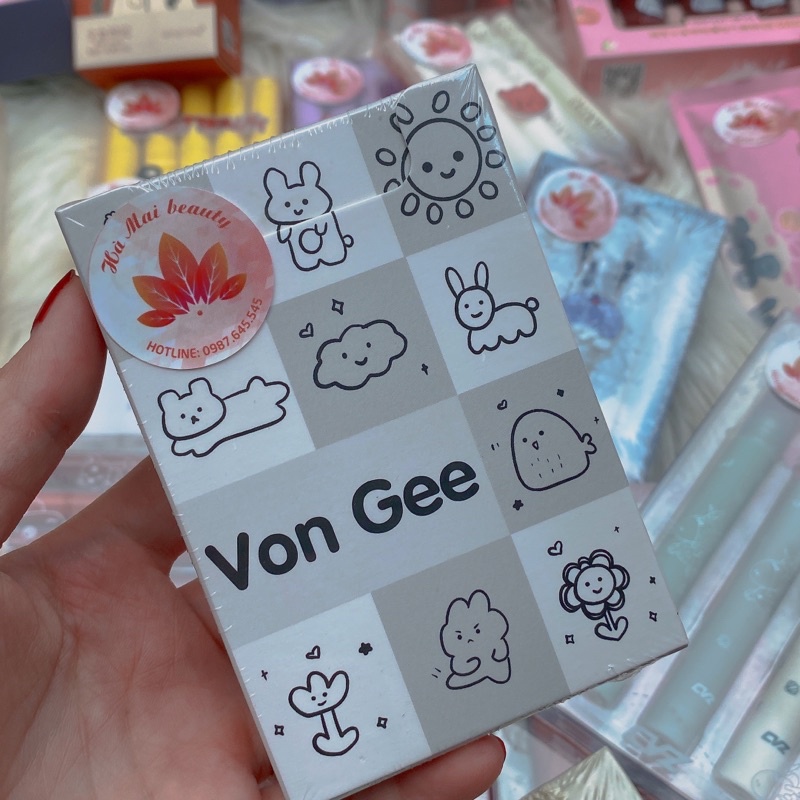 Hà Mai beauty
HOTLINE: 0987.645.545
Von Gee